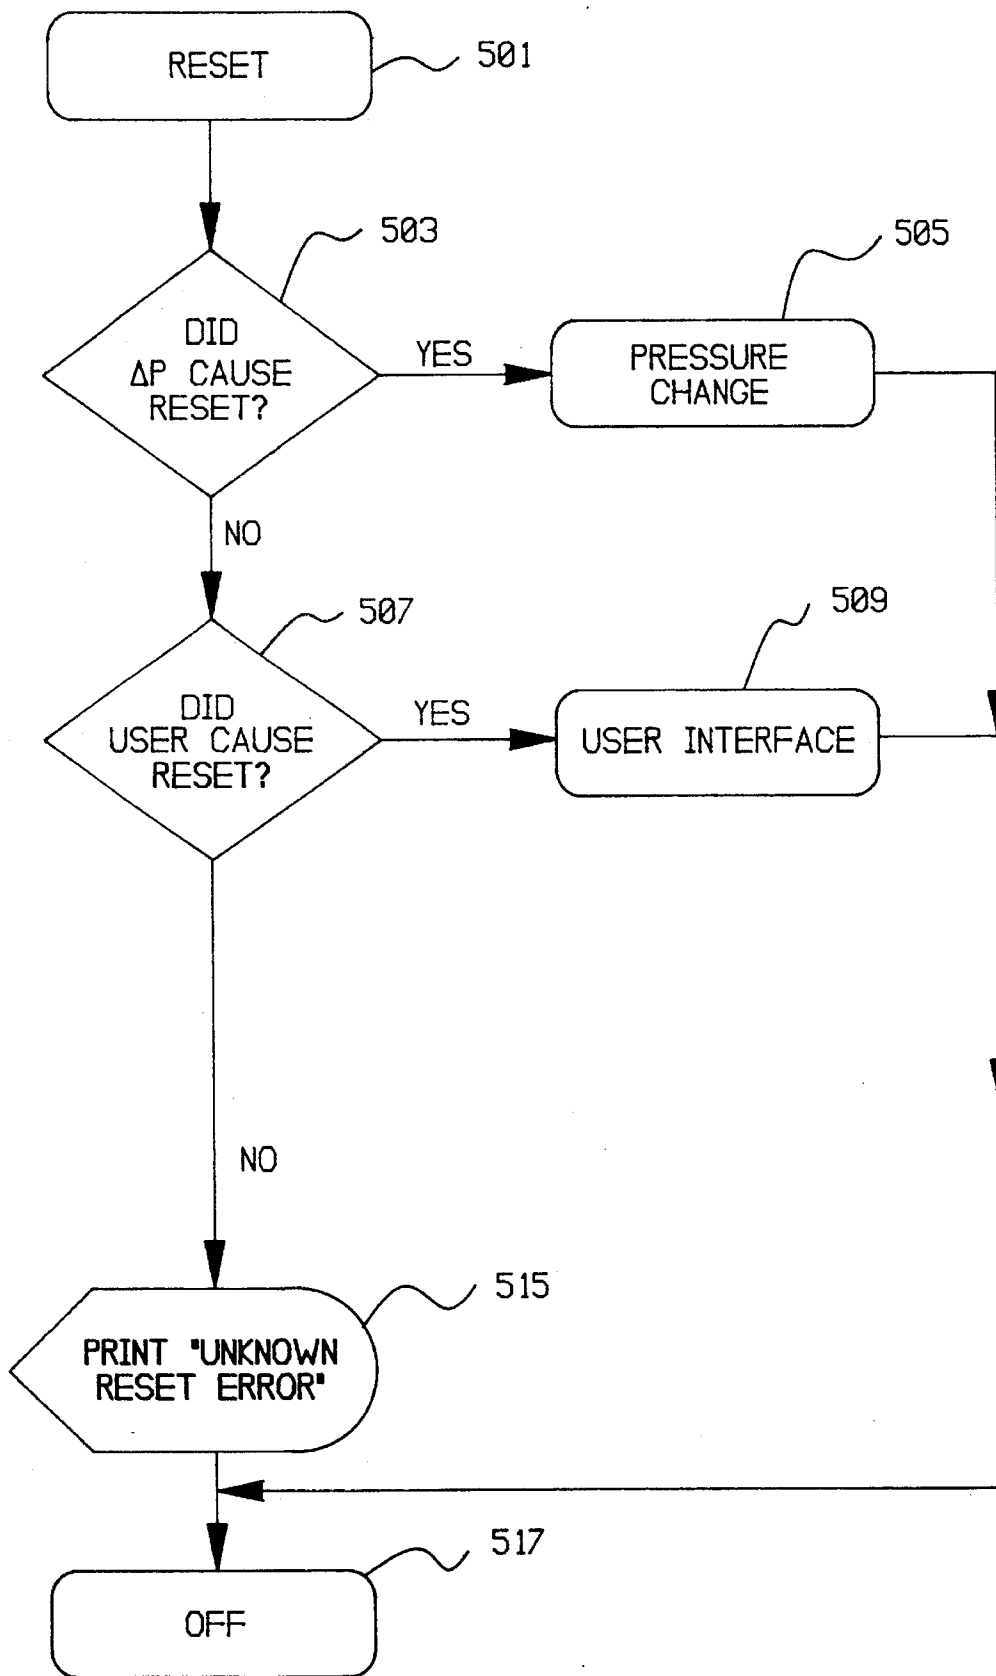 RESET
501
503
DID
ΔP CAUSE
RESET?
YES
505
PRESSURE
CHANGE
NO
507
DID
USER CAUSE
RESET?
YES
509
USER INTERFACE
NO
515
PRINT "UNKNOWN
RESET ERROR"
517
OFF